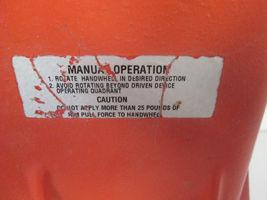 MANUAL OPERATION
1. ROTATE HANDWHEEL IN DESIRED DIRECTION
2. AVOID ROTATING BEYOND DRIVEN DEVICE
OPERATING QUADRANT
CAUTION
DO NOT APPLY MORE THAN 25 POUNDS OF
RIM PULL FORCE TO HANDWHEEL